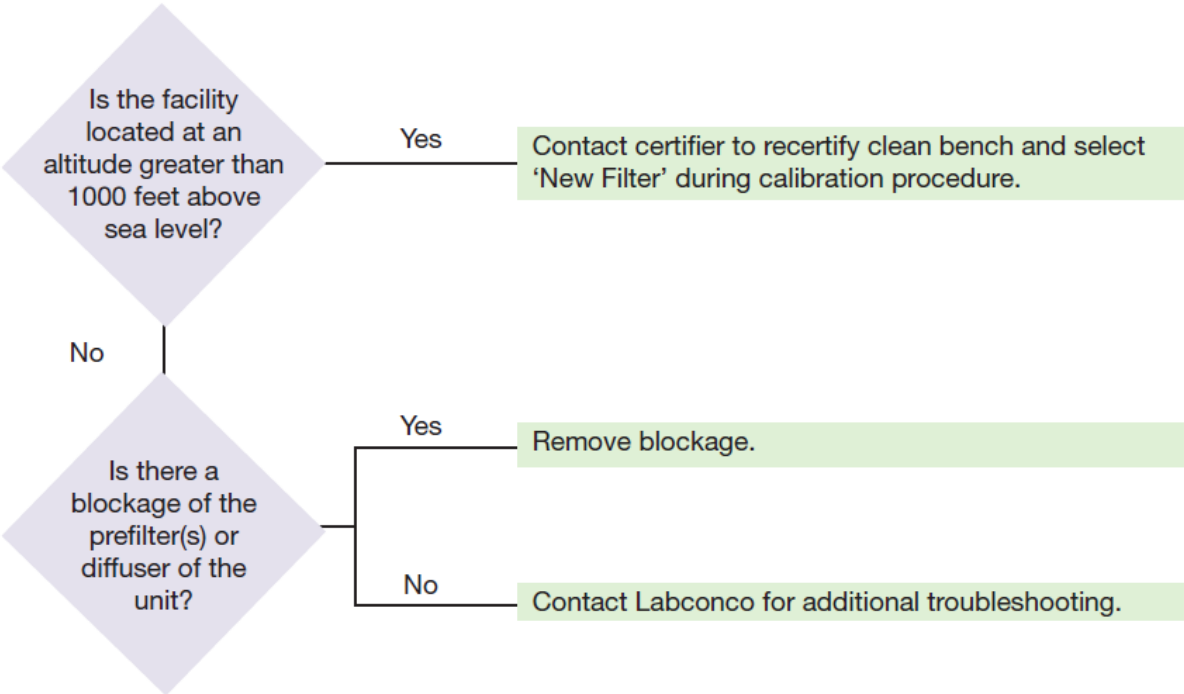 Is the facility
located at an
altitude greater than
1000 feet above
sea level?
Yes
Contact certifier to recertify clean bench and select
‘New Filter’ during calibration procedure.
No
Is there a
blockage of the
prefilter(s) or
diffuser of the
unit?
Yes
Remove blockage.
No
Contact Labconco for additional troubleshooting.